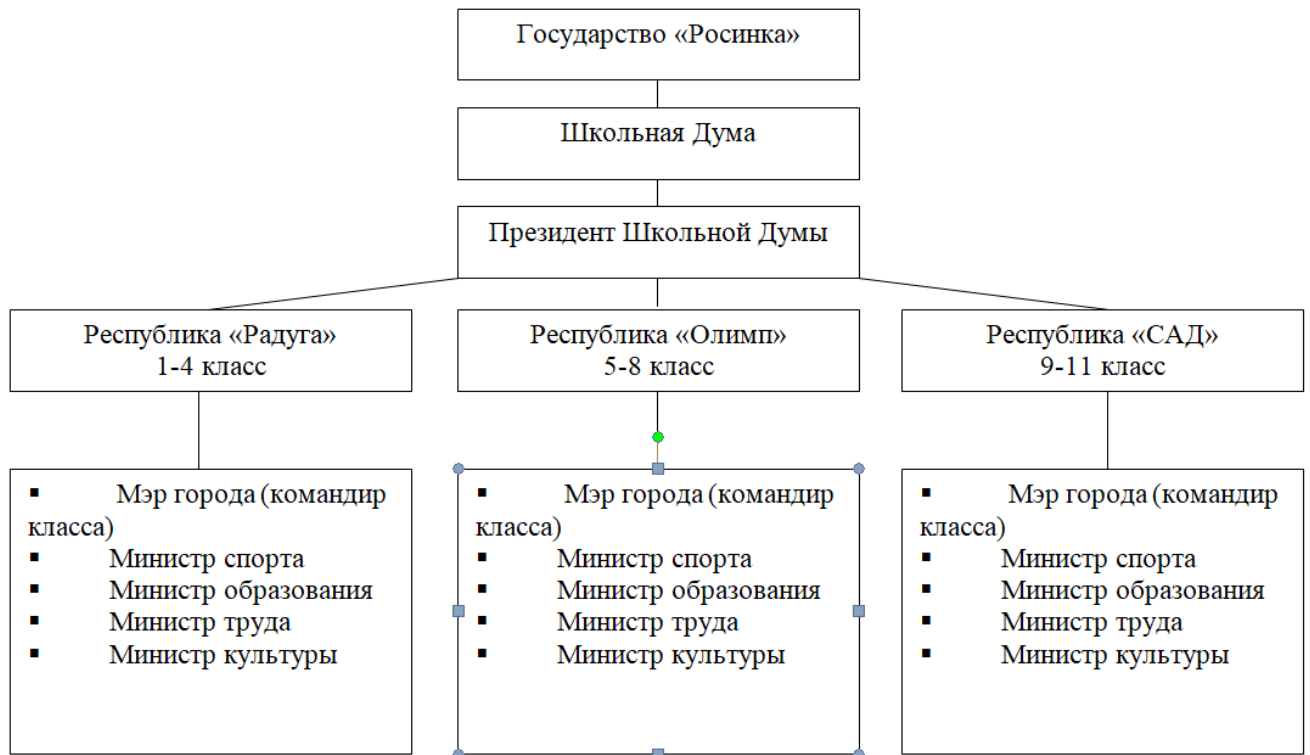 Государство «Росинка»
Школьная Дума
Президент Школьной Думы
Республика «Радуга»
1-4 класс
Республика «Олимп»
5-8 класс
Республика «САД»
9-11 класс
▪ Мэр города (командир
класса)
▪ Министр спорта
▪ Министр образования
▪ Министр труда
▪ Министр культуры
▪ Мэр города (командир
класса)
▪ Министр спорта
▪ Министр образования
▪ Министр труда
▪ Министр культуры
▪ Мэр города (командир
класса)
▪ Министр спорта
▪ Министр образования
▪ Министр труда
▪ Министр культуры